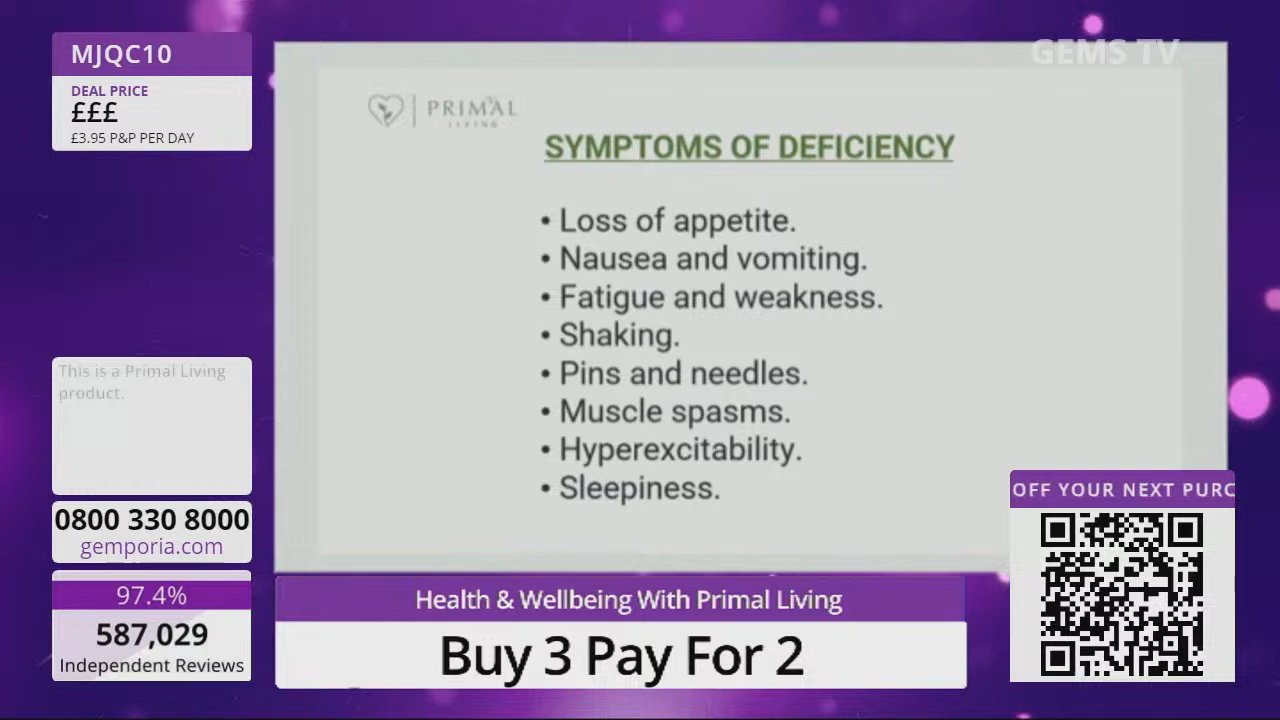 MJQC10
DEAL PRICE
£££
£3.95 P&P PER DAY
GEMS TV
PRIMAL
LIVING
SYMPTOMS OF DEFICIENCY
• Loss of appetite.
• Nausea and vomiting.
• Fatigue and weakness.
• Shaking.
• Pins and needles.
• Muscle spasms.
• Hyperexcitability.
• Sleepiness.
This is a Primal Living
product.
0800 330 8000
gemporia.com
97.4%
587,029
Independent Reviews
Health & Wellbeing With Primal Living
Buy 3 Pay For 2
OFF YOUR NEXT PURC